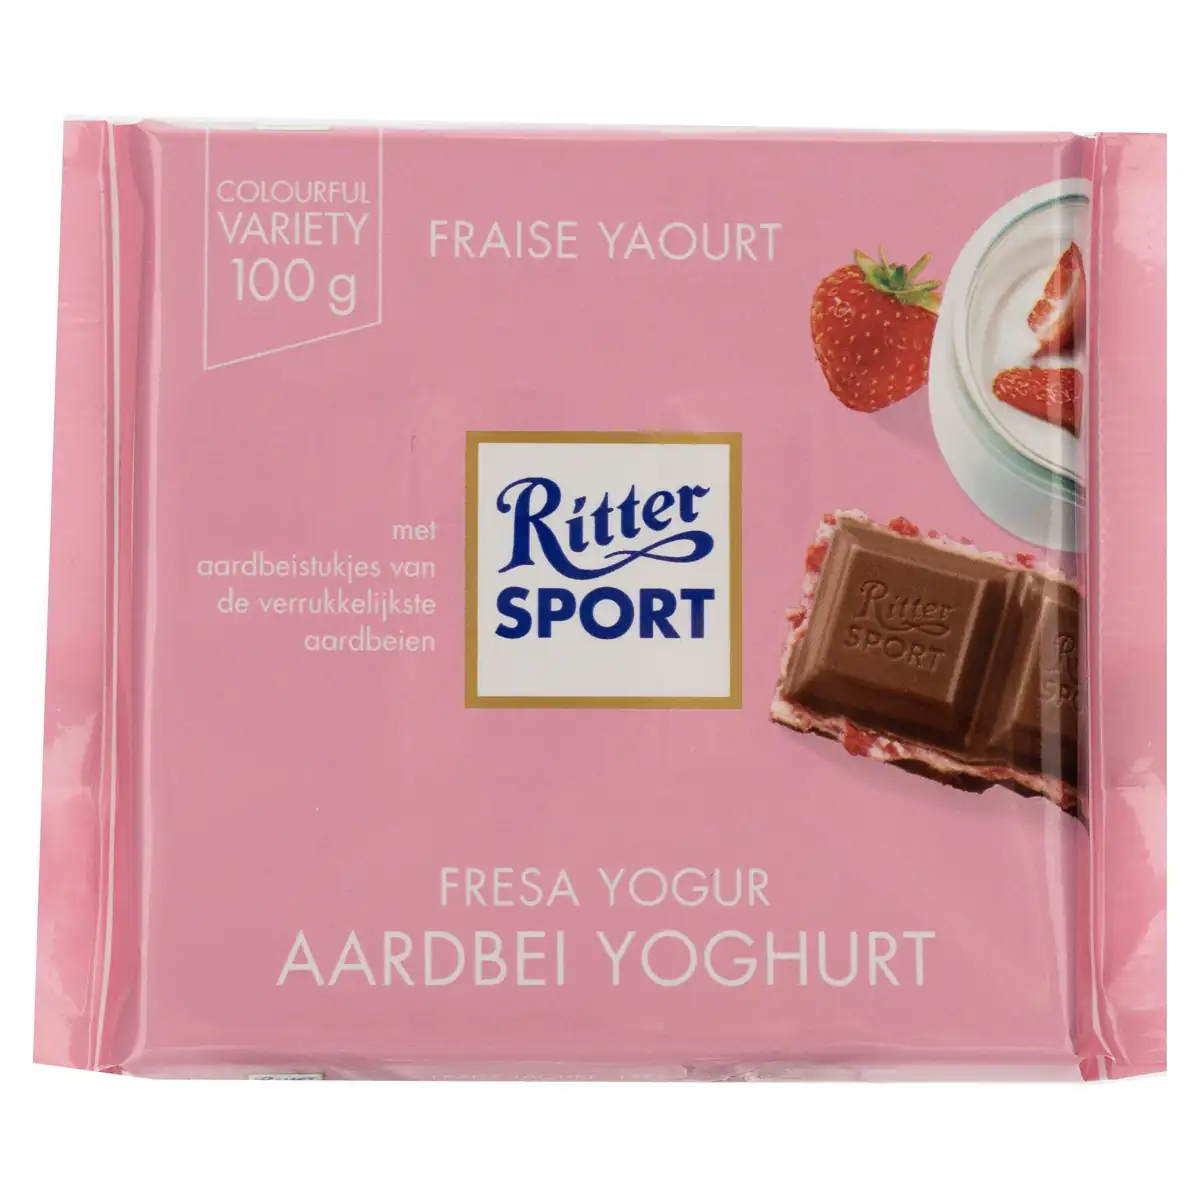 COLOURFUL
VARIETY
100 g
FRAISE YAOURT
met
aardbeistukjes van
de verrukkelijkste
aardbeien
Ritter
SPORT
Ritter
SPORT
FRESA YOGUR
AARDBEI YOGHURT